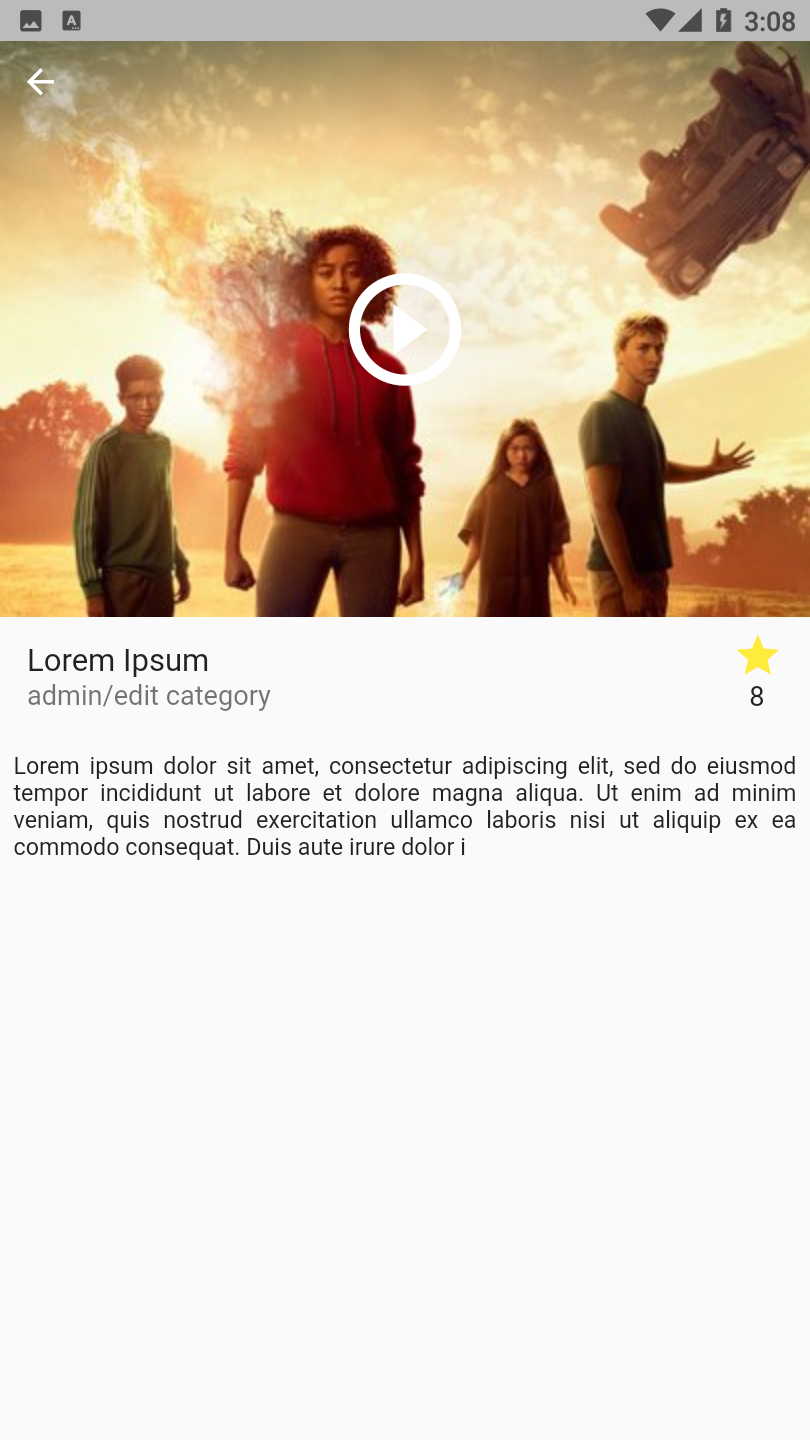 3:08
Lorem Ipsum
admin/edit category
8
Lorem ipsum dolor sit amet, consectetur adipiscing elit, sed do eiusmod
tempor incididunt ut labore et dolore magna aliqua. Ut enim ad minim
veniam, quis nostrud exercitation ullamco laboris nisi ut aliquip ex ea
commodo consequat. Duis aute irure dolor i